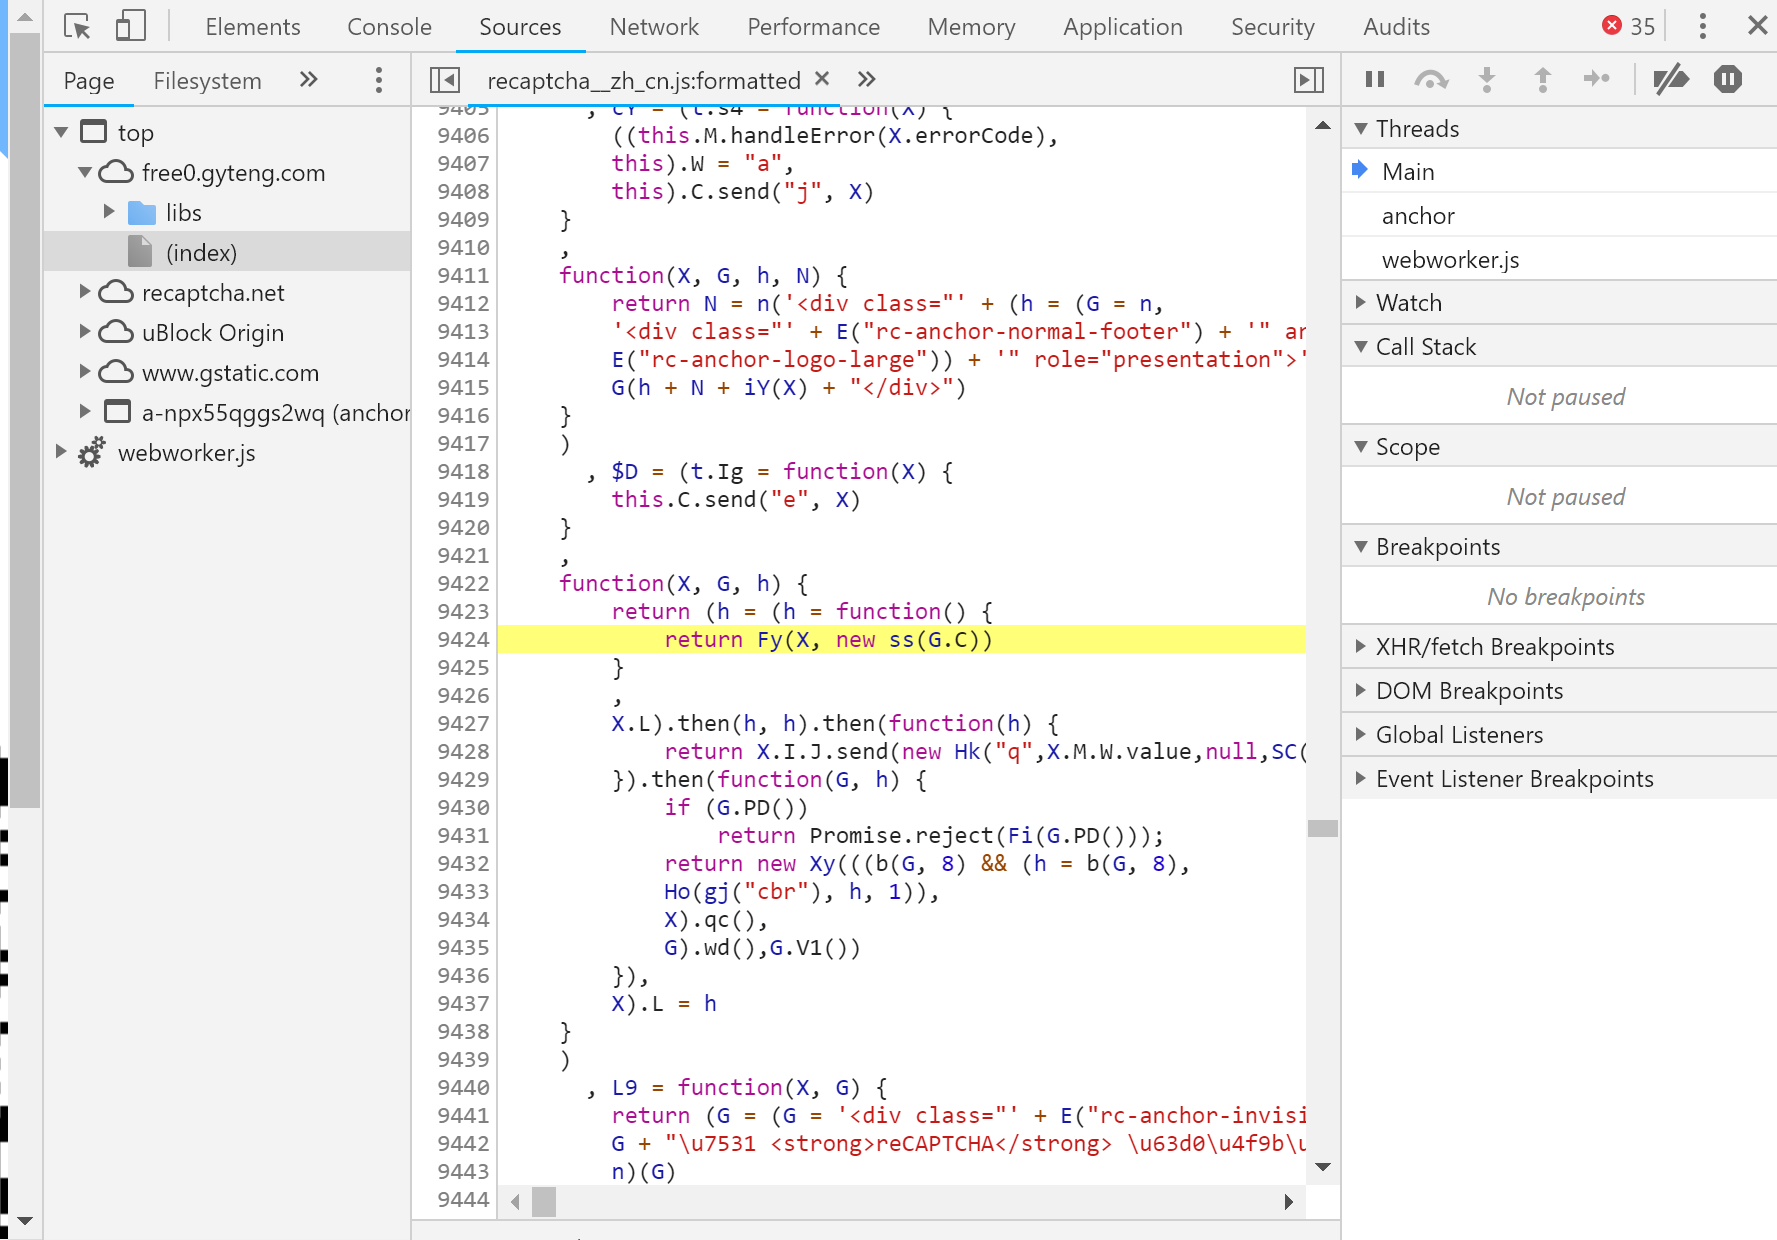 Elements Console Sources Network Performance Memory Application Security Audits 35
Page Filesystem
recaptcha__zh_cn.js:formatted
top
free0.gyteng.com
libs
(index)
recaptcha.net
uBlock Origin
www.gstatic.com
a-npx55qggs2wq (anchor
webworker.js
9405 , cY = (t.s4 = function(X) {
9406 ((this.M.handleError(X.errorCode),
9407 this).W = "a",
9408 this).C.send("j", X)
9409 }
9410 ,
9411 function(X, G, h, N) {
9412 return N = n('<div class="' + (h = (G = n,
9413 '<div class="' + E("rc-anchor-normal-footer") + '" ar
9414 E("rc-anchor-logo-large")) + '" role="presentation">'
9415 G(h + N + iY(X) + "</div>")
9416 }
9417 )
9418 , $D = (t.Ig = function(X) {
9419 this.C.send("e", X)
9420 }
9421 ,
9422 function(X, G, h) {
9423 return (h = (h = function() {
9424 return Fy(X, new ss(G.C))
9425 }
9426 ,
9427 X.L).then(h, h).then(function(h) {
9428 return X.I.J.send(new Hk("q",X.M.W.value,null,SC(
9429 }).then(function(G, h) {
9430 if (G.PD())
9431 return Promise.reject(Fi(G.PD()));
9432 return new Xy(((b(G, 8) && (h = b(G, 8),
9433 Ho(gj("cbr"), h, 1)),
9434 X).qc(),
9435 G).wd(),G.V1())
9436 }),
9437 X).L = h
9438 }
9439 )
9440 , L9 = function(X, G) {
9441 return (G = (G = '<div class="' + E("rc-anchor-invisi
9442 G + "\u7531 <strong>reCAPTCHA</strong> \u63d0\u4f9b\u
9443 n)(G)
9444
Threads
Main
anchor
webworker.js
Watch
Call Stack
Not paused
Scope
Not paused
Breakpoints
No breakpoints
XHR/fetch Breakpoints
DOM Breakpoints
Global Listeners
Event Listener Breakpoints